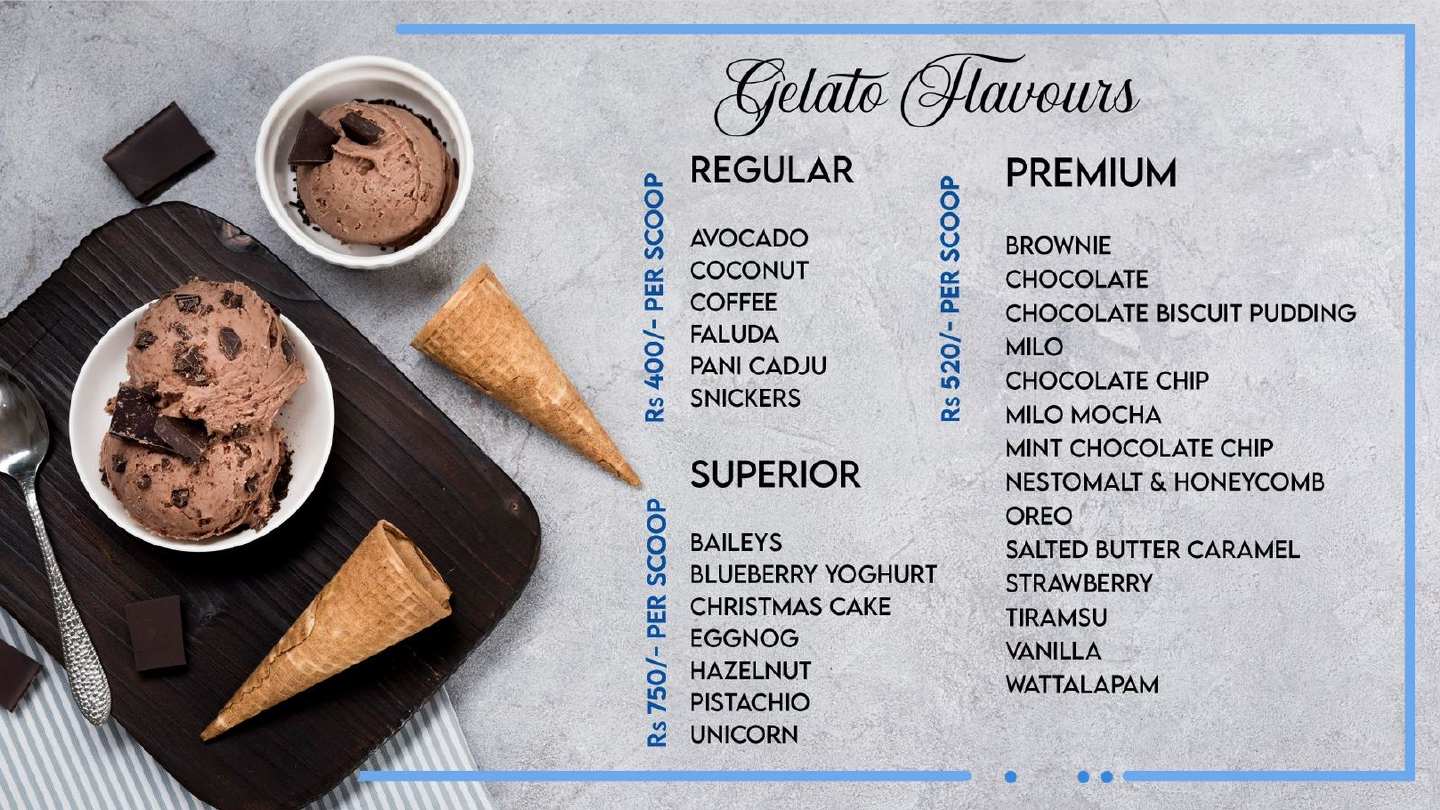 Gelato Flavours
REGULAR
Rs 400/- PER SCOOP
AVOCADO
COCONUT
COFFEE
FALUDA
PANI CADJU
SNICKERS
SUPERIOR
Rs 750/- PER SCOOP
BAILEYS
BLUEBERRY YOGHURT
CHRISTMAS CAKE
EGGNOG
HAZELNUT
PISTACHIO
UNICORN
PREMIUM
Rs 520/- PER SCOOP
BROWNIE
CHOCOLATE
CHOCOLATE BISCUIT PUDDING
MILO
CHOCOLATE CHIP
MILO MOCHA
MINT CHOCOLATE CHIP
NESTOMALT & HONEYCOMB
OREO
SALTED BUTTER CARAMEL
STRAWBERRY
TIRAMSU
VANILLA
WATTALAPAM